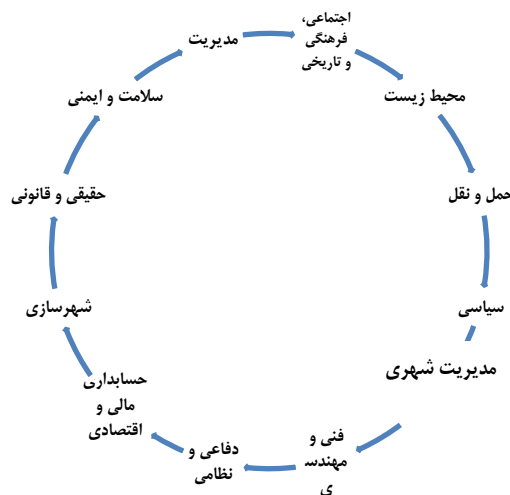 اجتماعی،
فرهنگی
و تاریخی
محیط زیست
حمل و نقل
سیاسی
مدیریت شهری
فنی و
مهندس
ی
دفاعی و
نظامی
حسابداری
مالی و
اقتصادی
شهرسازی
حقیقی و قانونی
سلامت و ایمنی
مدیریت